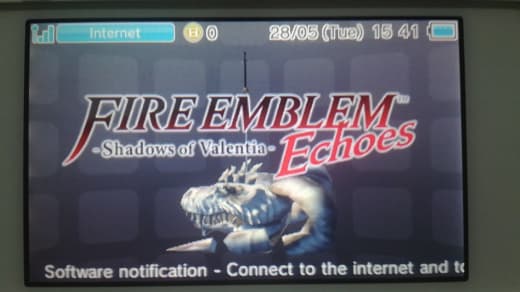 Internet 0 28/05 (Tue) 15 41
FIRE EMBLEM™
Echoes
-Shadows of Valentia-
Software notification - Connect to the internet and to